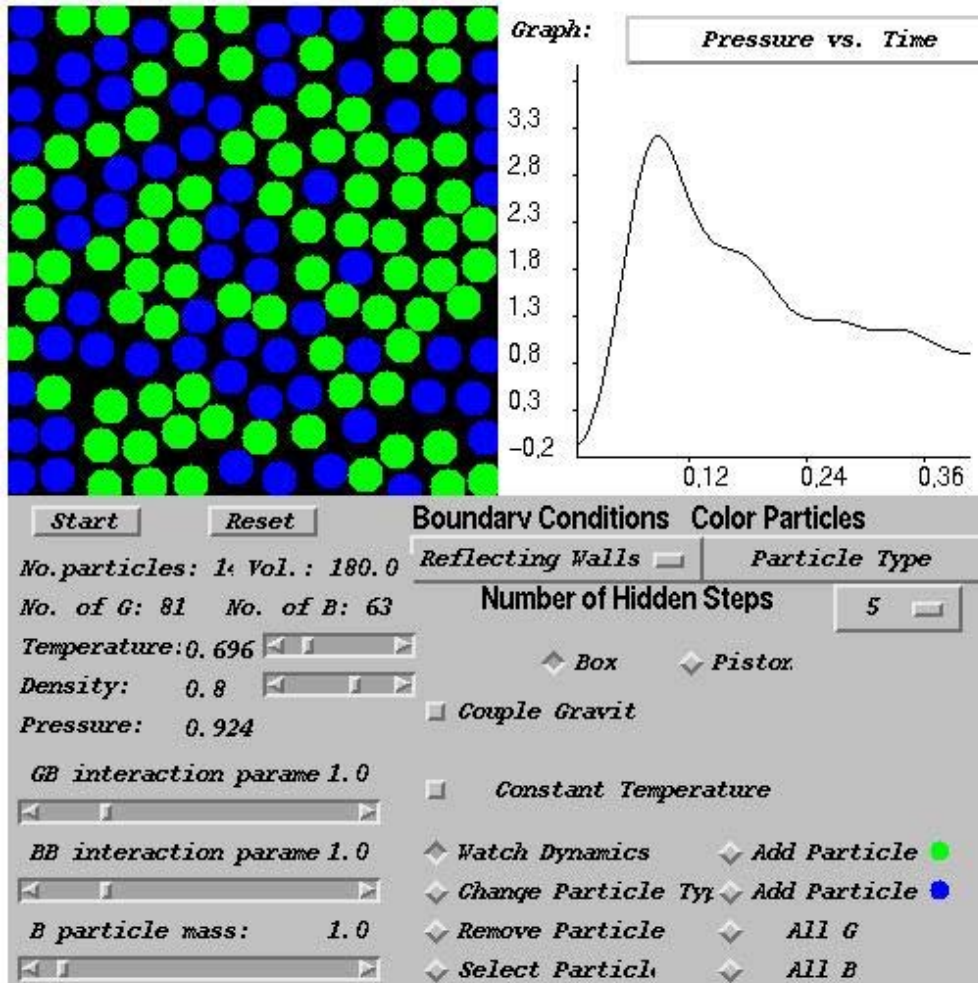 Graph: Pressure vs. Time
3,3
2,8
2,3
1,8
1,3
0,8
0,3
-0,2
0,12 0,24 0,36
Start Reset
Boundary Conditions Color Particles
No.particles: Vol.: 180.0
Reflecting Walls Particle Type
No. of G: 81 No. of B: 63
Number of Hidden Steps 5
Temperature: 0.696
Box Piston
Density: 0.8
Couple Gravit
Pressure: 0.924
GB interaction parame 1.0
Constant Temperature
BB interaction parame 1.0
Watch Dynamics Add Particle
Change Particle Typ Add Particle
B particle mass: 1.0
Remove Particle All G
Select Particl All B